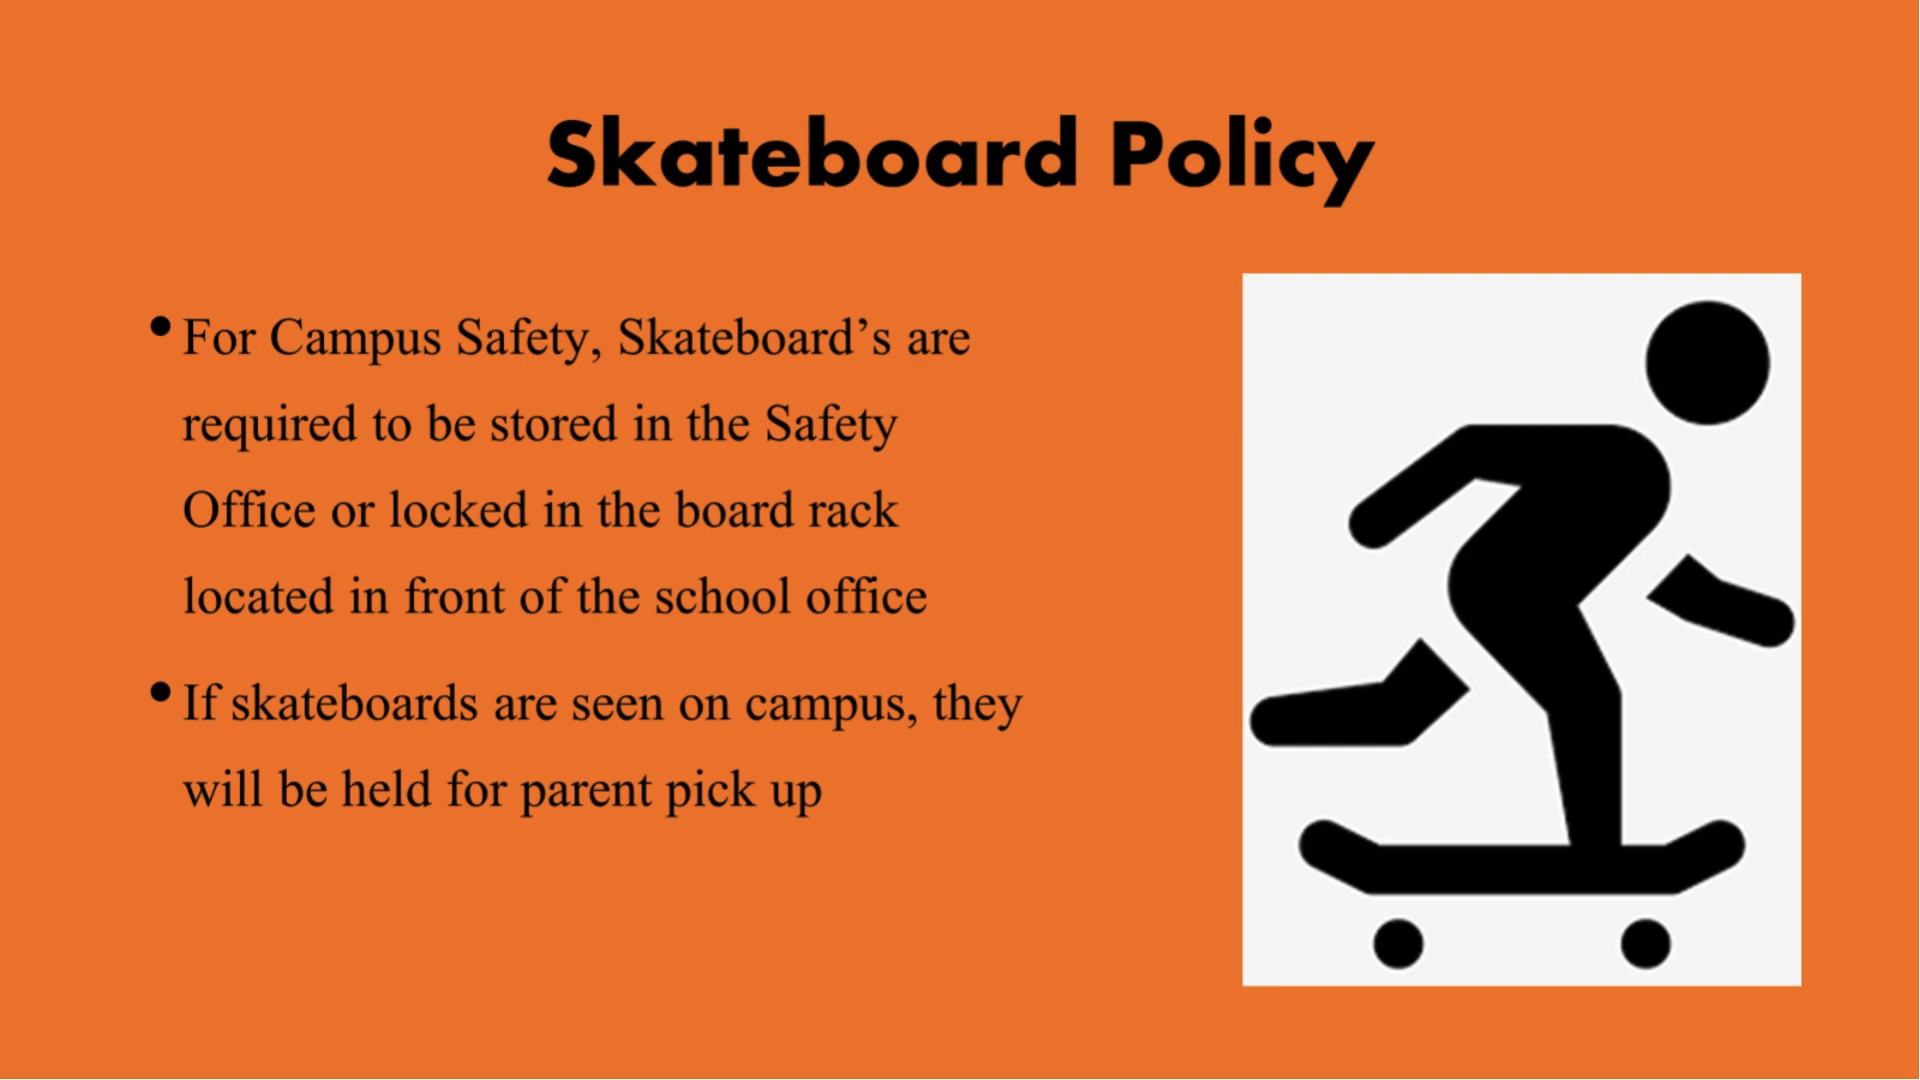 Skateboard Policy
• For Campus Safety, Skateboard’s are
required to be stored in the Safety
Office or locked in the board rack
located in front of the school office
• If skateboards are seen on campus, they
will be held for parent pick up